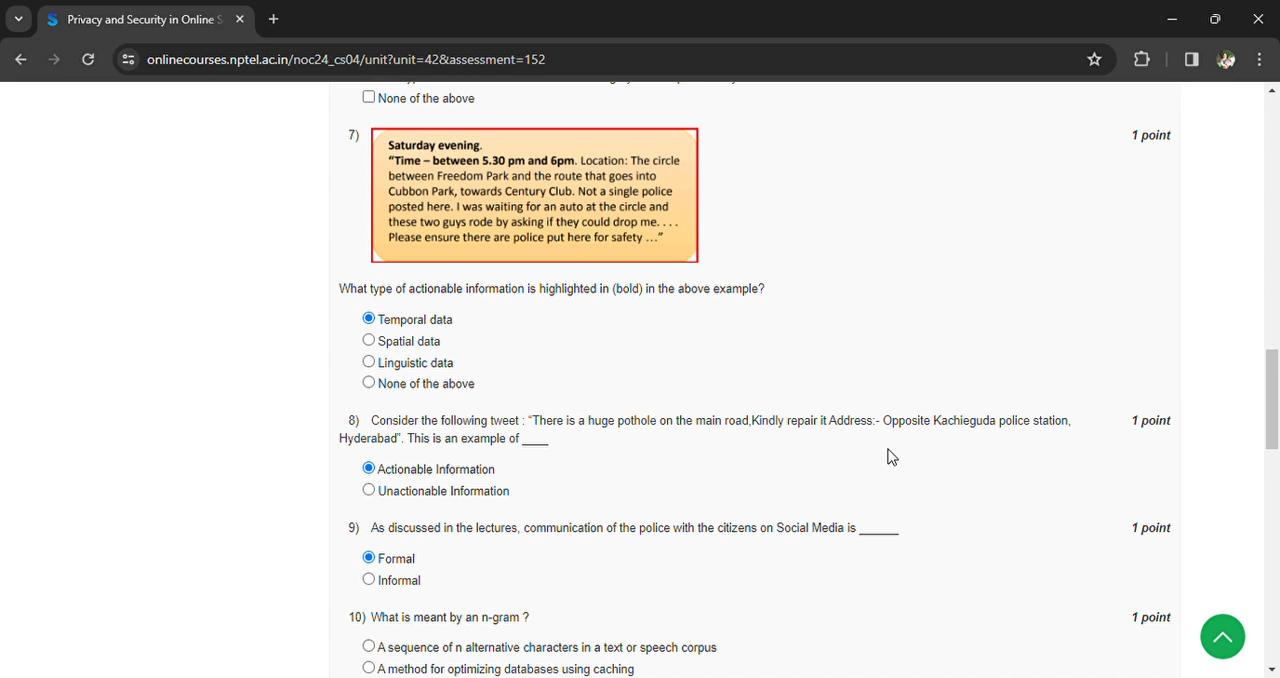 Privacy and Security in Online S
onlinecourses.nptel.ac.in/noc24_cs04/unit?unit=42&assessment=152
None of the above
7)
1 point
Saturday evening.
"Time – between 5.30 pm and 6pm. Location: The circle
between Freedom Park and the route that goes into
Cubbon Park, towards Century Club. Not a single police
posted here. I was waiting for an auto at the circle and
these two guys rode by asking if they could drop me. . . .
Please ensure there are police put here for safety ..."
What type of actionable information is highlighted in (bold) in the above example?
Temporal data
Spatial data
Linguistic data
None of the above
8) Consider the following tweet : “There is a huge pothole on the main road,Kindly repair it Address:- Opposite Kachieguda police station,
1 point
Hyderabad”. This is an example of ____
Actionable Information
Unactionable Information
9) As discussed in the lectures, communication of the police with the citizens on Social Media is ______
1 point
Formal
Informal
10) What is meant by an n-gram ?
1 point
A sequence of n alternative characters in a text or speech corpus
A method for optimizing databases using caching